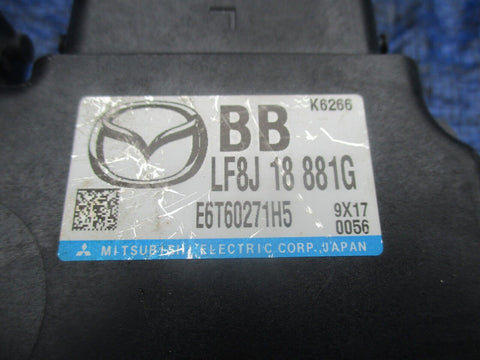 K6266
BB
LF8J 18 881G
E6T60271H5 9X17
0056
MITSUBISHI ELECTRIC CORP. JAPAN